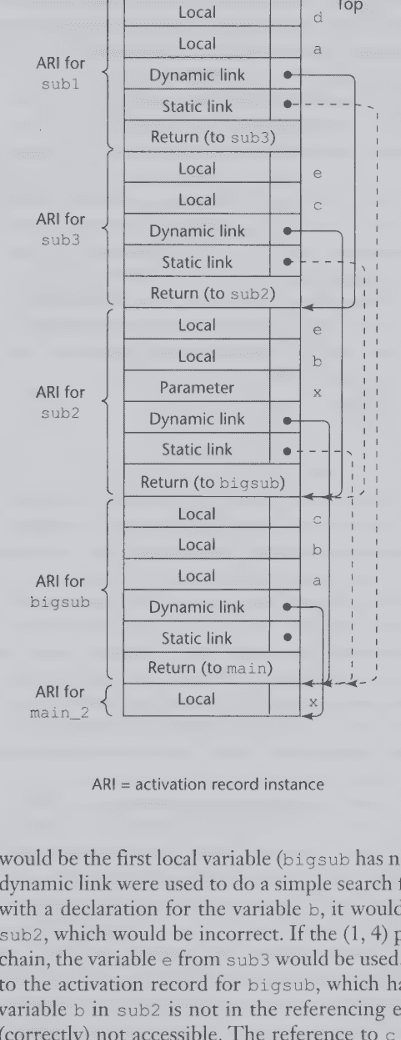 Top
Local d
Local a
ARI for
sub1
Dynamic link
Static link
Return (to sub3)
Local e
Local c
ARI for
sub3
Dynamic link
Static link
Return (to sub2)
Local e
Local b
ARI for
sub2
Parameter x
Dynamic link
Static link
Return (to bigsub)
Local c
Local b
Local a
ARI for
bigsub
Dynamic link
Static link
Return (to main)
ARI for
main_2
Local x
ARI = activation record instance
would be the first local variable (bigsub has n
dynamic link were used to do a simple search f
with a declaration for the variable b, it would
sub2, which would be incorrect. If the (1, 4) p
chain, the variable e from sub3 would be used.
to the activation record for bigsub, which ha
variable b in sub2 is not in the referencing e
(correctly) not accessible. The reference to c